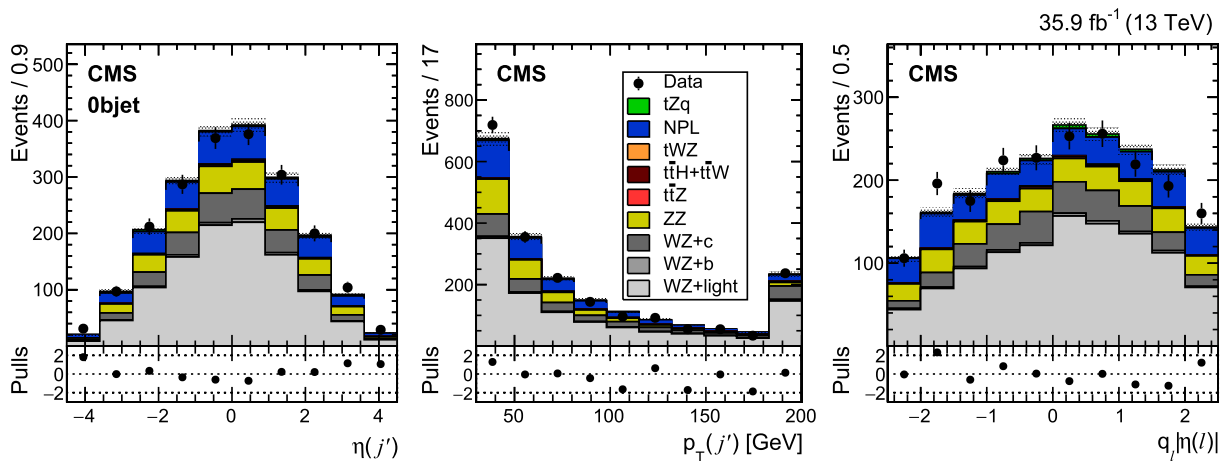 35.9 fb⁻¹ (13 TeV)
Events / 0.9
500
400
300
200
100
CMS
0bjet
Pulls
2
0
−2
−4
−2
0
2
4
η(j′)
Events / 17
800
600
400
200
CMS
Data
tZq
NPL
tWZ
tt̄H+tt̄W
tt̄Z
ZZ
WZ+c
WZ+b
WZ+light
Pulls
2
0
−2
50
100
150
200
p_T(j′) [GeV]
Events / 0.5
300
200
100
CMS
Pulls
2
0
−2
−2
−1
0
1
2
q_l|η(l)|